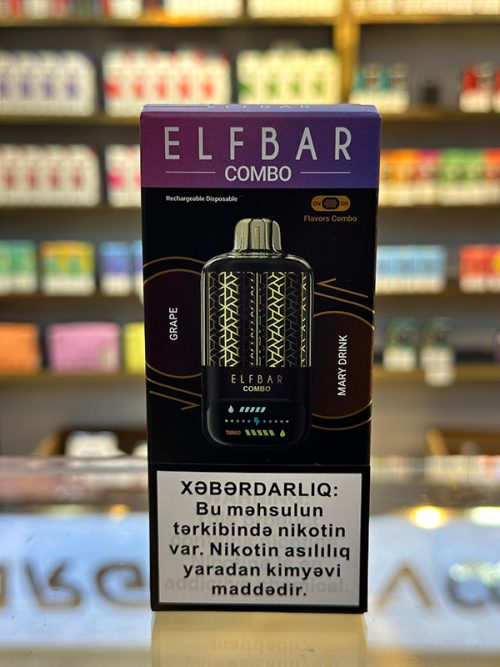 ELFBAR
COMBO
Rechargeable Disposable
ON ON
Flavors Combo
GRAPE
MARY DRINK
ELFBAR
COMBO
TURBO
XƏBƏRDARLIQ:
Bu məhsulun
tərkibində nikotin
var. Nikotin asılılıq
yaradan kimyəvi
maddədir.